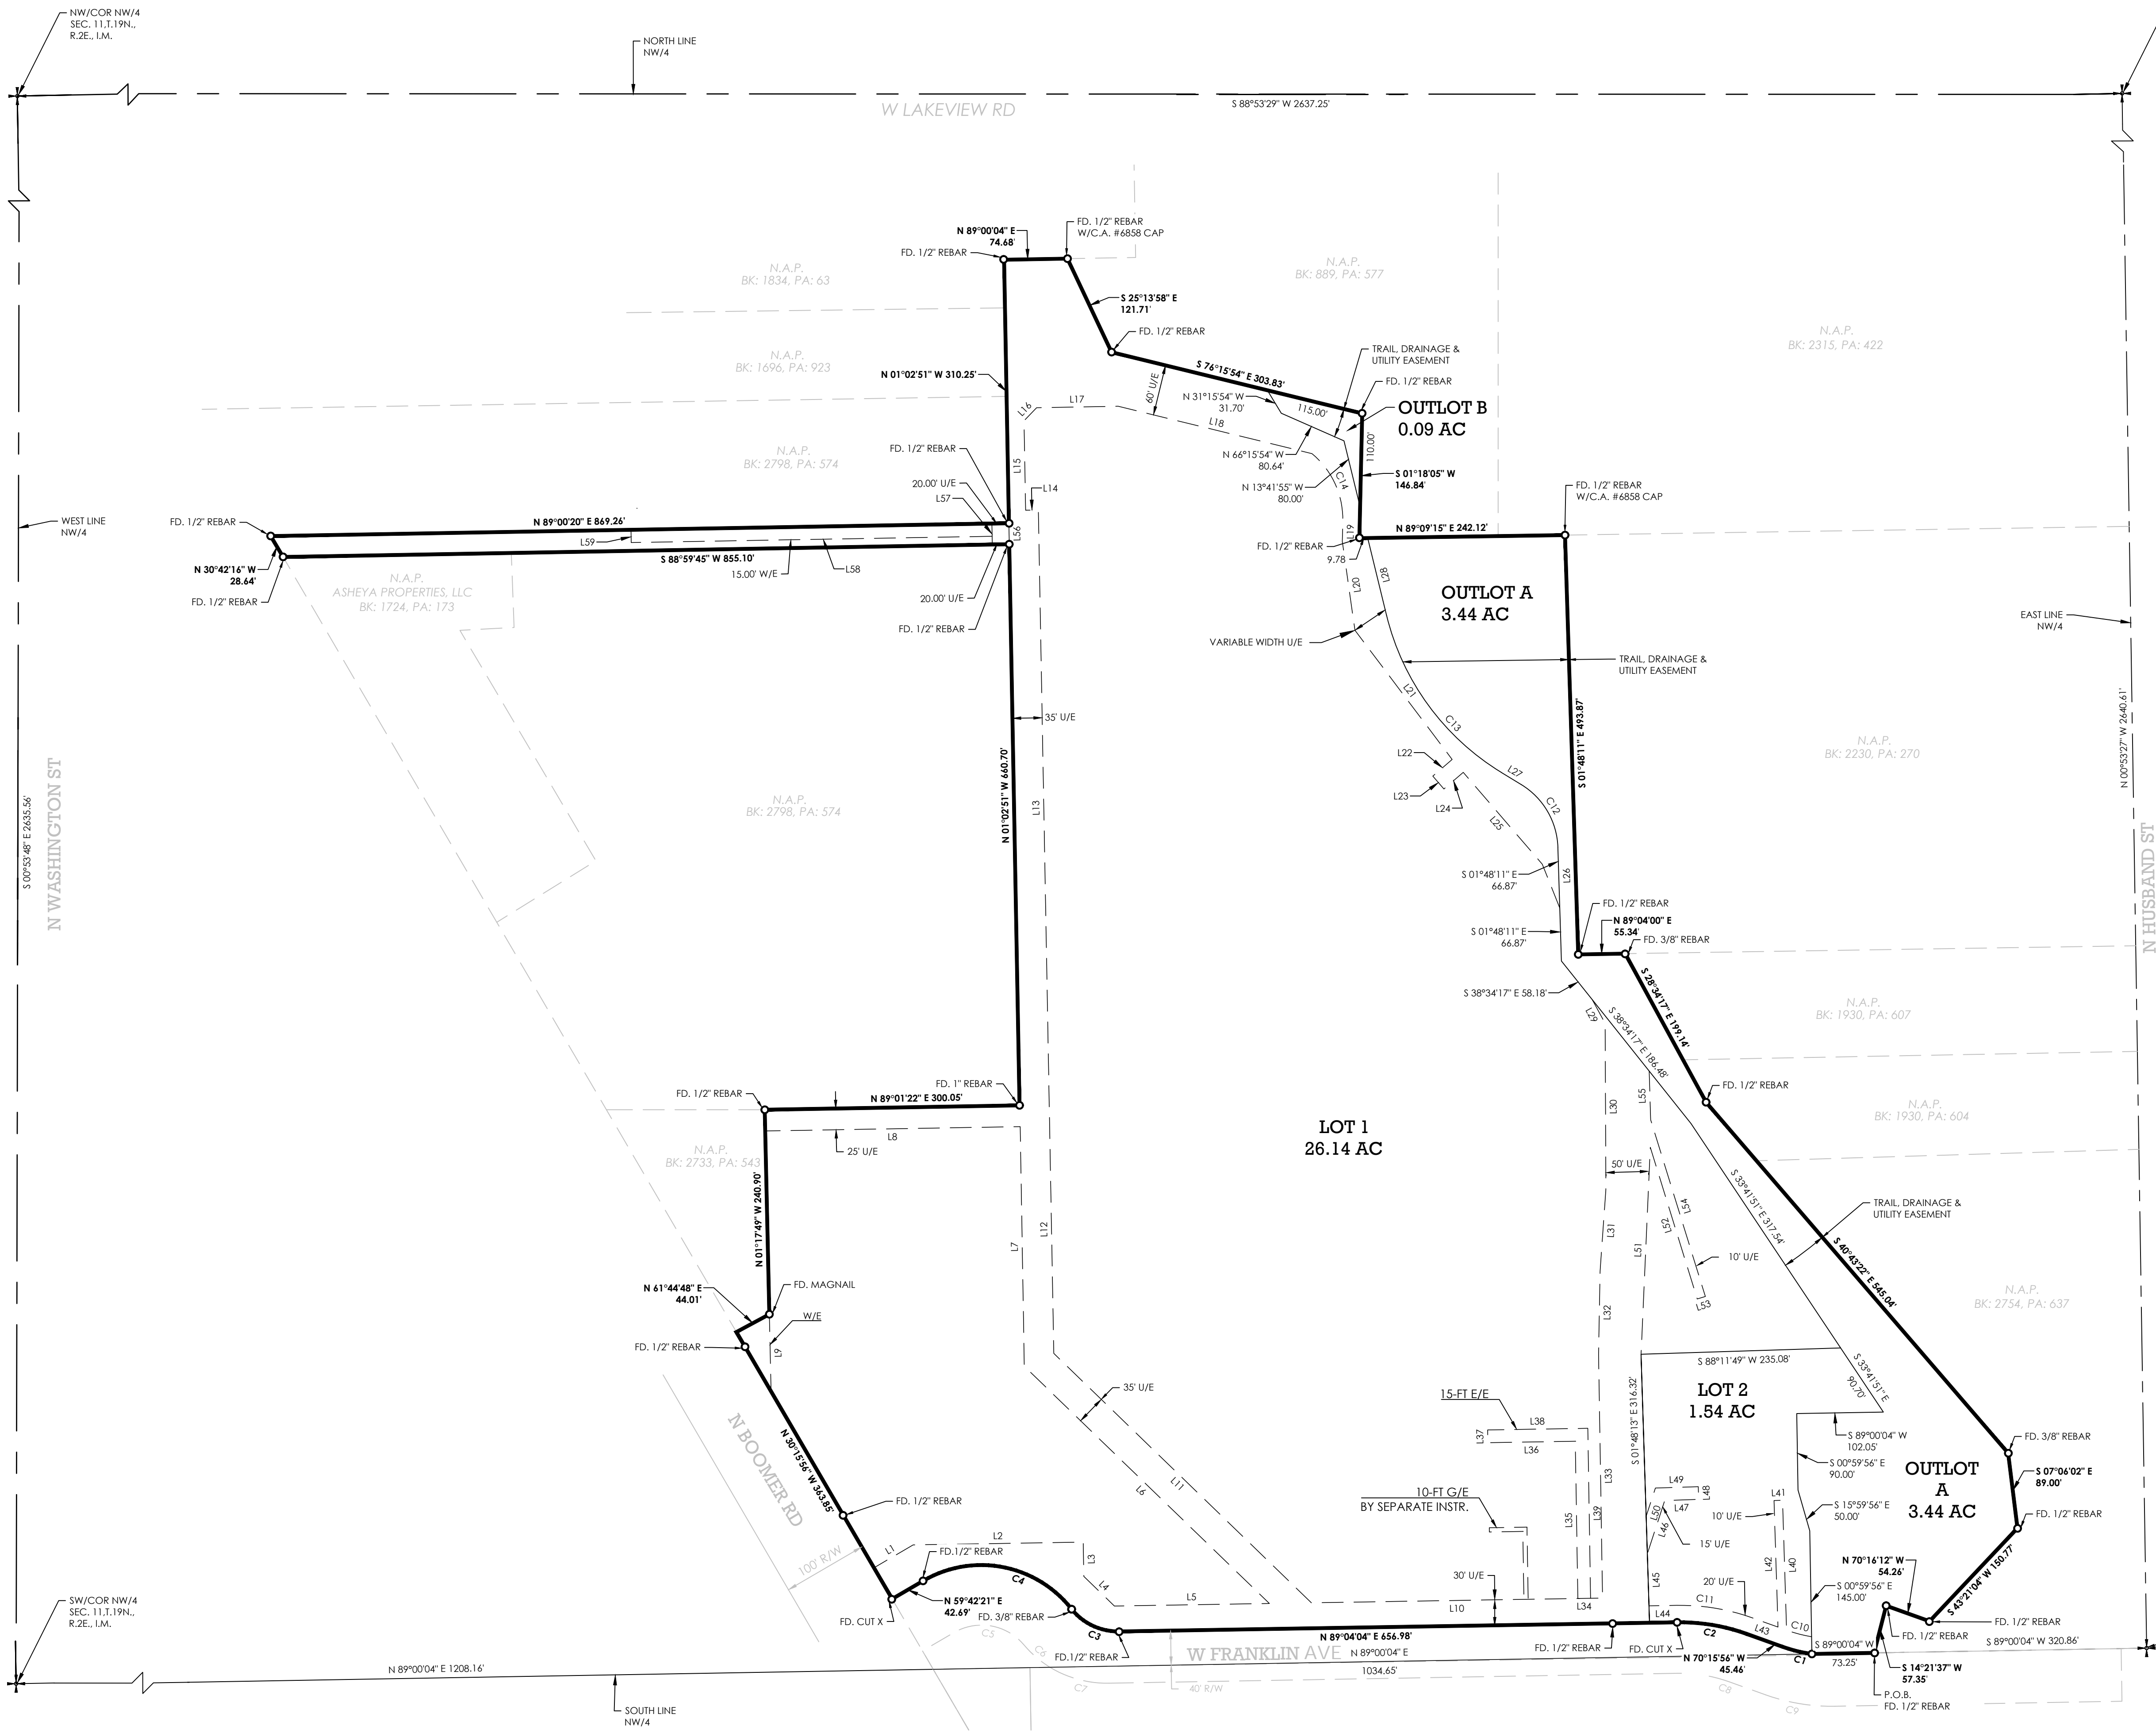 NW/COR NW/4
SEC. 11,T.19N.,
R.2E., I.M.
NORTH LINE
NW/4
W LAKEVIEW RD
S 88°53'29" W 2637.25'
N 89°00'04" E
74.68'
FD. 1/2" REBAR
W/C.A. #6858 CAP
FD. 1/2" REBAR
N.A.P.
BK: 1834, PA: 63
N.A.P.
BK: 889, PA: 577
S 25°13'58" E
121.71'
FD. 1/2" REBAR
N.A.P.
BK: 2315, PA: 422
N.A.P.
BK: 1696, PA: 923
N 01°02'51" W 310.25'
S 76°15'54" E 303.83'
TRAIL, DRAINAGE &
UTILITY EASEMENT
FD. 1/2" REBAR
60' U/E
N 31°15'54" W
31.70'
115.00'
OUTLOT B
0.09 AC
L16
L17
L18
110.00'
N.A.P.
BK: 2798, PA: 574
FD. 1/2" REBAR
L15
N 66°15'54" W
80.64'
S 01°18'05" W
146.84'
N 13°41'55" W
80.00'
C14
20.00' U/E
L57
L14
FD. 1/2" REBAR
W/C.A. #6858 CAP
WEST LINE
NW/4
FD. 1/2" REBAR
N 89°00'20" E 869.26'
L59
L56
L19
N 89°09'15" E 242.12'
FD. 1/2" REBAR
9.78
S 88°59'45" W 855.10'
15.00' W/E
L58
N 30°42'16" W
28.64'
FD. 1/2" REBAR
N.A.P.
ASHEYA PROPERTIES, LLC
BK: 1724, PA: 173
20.00' U/E
FD. 1/2" REBAR
L20
L28
OUTLOT A
3.44 AC
EAST LINE
NW/4
VARIABLE WIDTH U/E
TRAIL, DRAINAGE &
UTILITY EASEMENT
L21
35' U/E
C13
S 01°48'11" E 493.87'
N 00°53'27" W 2640.61'
N.A.P.
BK: 2230, PA: 270
L22
L23
L24
L27
C12
L25
N.A.P.
BK: 2798, PA: 574
L13
N 01°02'51" W 660.70'
S 00°53'48" E 2635.56'
N WASHINGTON ST
N HUSBAND ST
S 01°48'11" E
66.87'
L26
FD. 1/2" REBAR
N 89°04'00" E
55.34'
FD. 3/8" REBAR
S 01°48'11" E
66.87'
S 38°34'17" E 58.18'
S 28°34'17" E 199.14'
N.A.P.
BK: 1930, PA: 607
L29
S 38°34'17" E 186.48'
FD. 1/2" REBAR
FD. 1" REBAR
N 89°01'22" E 300.05'
FD. 1/2" REBAR
N.A.P.
BK: 1930, PA: 604
L30
L55
L8
25' U/E
LOT 1
26.14 AC
N.A.P.
BK: 2733, PA: 543
50' U/E
N 01°17'49" W 240.90'
L7
L12
L31
L51
L52
L54
S 33°41'51" E 317.54'
TRAIL, DRAINAGE &
UTILITY EASEMENT
10' U/E
S 40°43'22" E 545.04'
N 61°44'48" E
44.01'
FD. MAGNAIL
W/E
L53
L32
N.A.P.
BK: 2754, PA: 637
FD. 1/2" REBAR
L9
S 88°11'49" W 235.08'
S 33°41'51" E
90.70'
35' U/E
15-FT E/E
LOT 2
1.54 AC
N BOOMER RD
N 30°15'56" W 363.85'
L38
L37
L36
S 01°48'13" E 316.32'
S 89°00'04" W
102.05'
FD. 3/8" REBAR
S 00°59'56" E
90.00'
S 07°06'02" E
89.00'
OUTLOT
A
3.44 AC
L6
L11
L33
L49
L48
L47
L41
10-FT G/E
BY SEPARATE INSTR.
FD. 1/2" REBAR
L50
10' U/E
S 15°59'56" E
50.00'
FD. 1/2" REBAR
L35
L39
L46
15' U/E
L1
L2
FD.1/2" REBAR
100' R/W
L3
L42
L40
N 70°16'12" W
54.26'
S 43°21'04" W 150.77'
C4
L4
30' U/E
L45
20' U/E
S 00°59'56" E
145.00'
N 59°42'21" E
42.69'
FD. 3/8" REBAR
L5
L10
L34
C11
L44
L43
C10
FD. CUT X
FD. 1/2" REBAR
FD. 1/2" REBAR
SW/COR NW/4
SEC. 11,T.19N.,
R.2E., I.M.
C5
C3
N 89°04'04" E 656.98'
FD. 1/2" REBAR
FD. CUT X
C2
S 89°00'04" W
S 89°00'04" W 320.86'
C6
FD.1/2" REBAR
W FRANKLIN AVE
N 89°00'04" E
1034.65'
N 70°15'56" W
45.46'
C1
73.25'
S 14°21'37" W
57.35'
N 89°00'04" E 1208.16'
C7
40' R/W
C8
P.O.B.
FD. 1/2" REBAR
C9
SOUTH LINE
NW/4